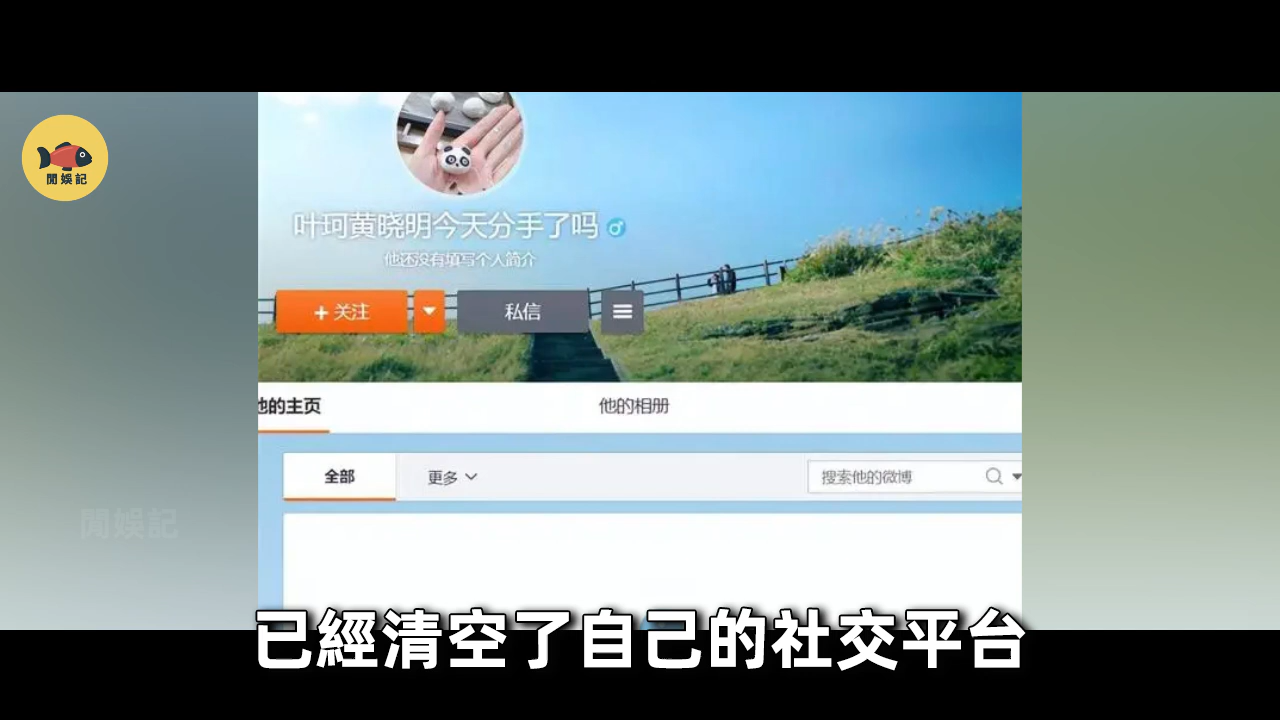 聞娛記
叶珂黄晓明今天分手了吗
他还没有填写个人简介
+关注
私信
他的主页
他的相册
全部
更多
搜索他的微博
聞娛記
已經清空了自己的社交平台